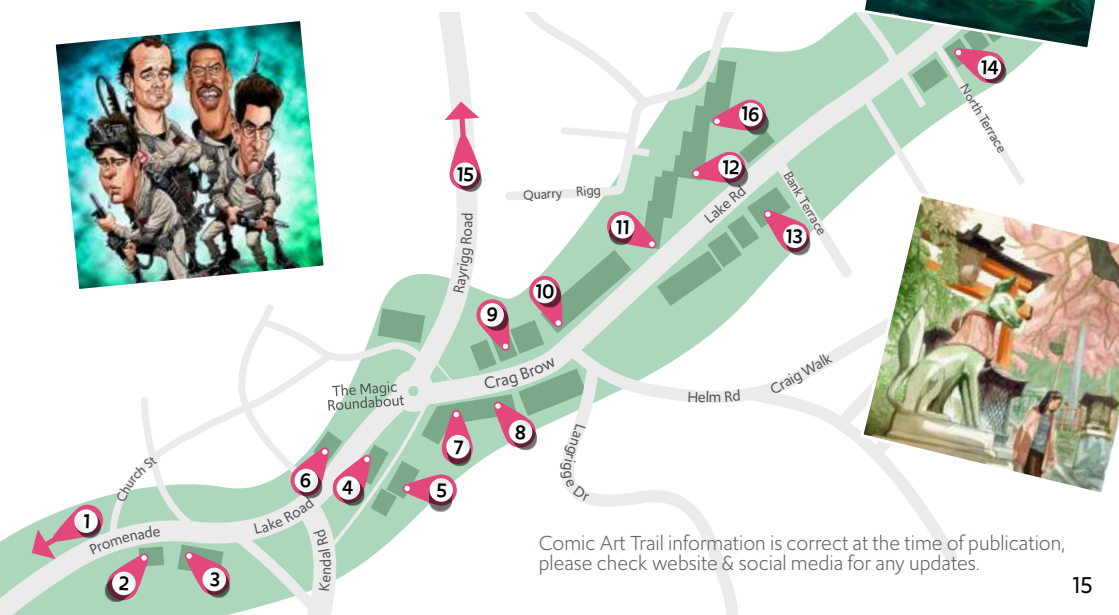 14
North Terrace
16
15
12
Quarry Rigg
Lake Rd
Bank Terrace
11
13
Rayrigg Road
10
9
The Magic
Roundabout
Crag Brow
Craig Walk
Helm Rd
8
7
Langrigge Dr
6
4
5
Church St
1
Lake Road
Promenade
Kendal Rd
2
3
Comic Art Trail information is correct at the time of publication,
please check website & social media for any updates.
15